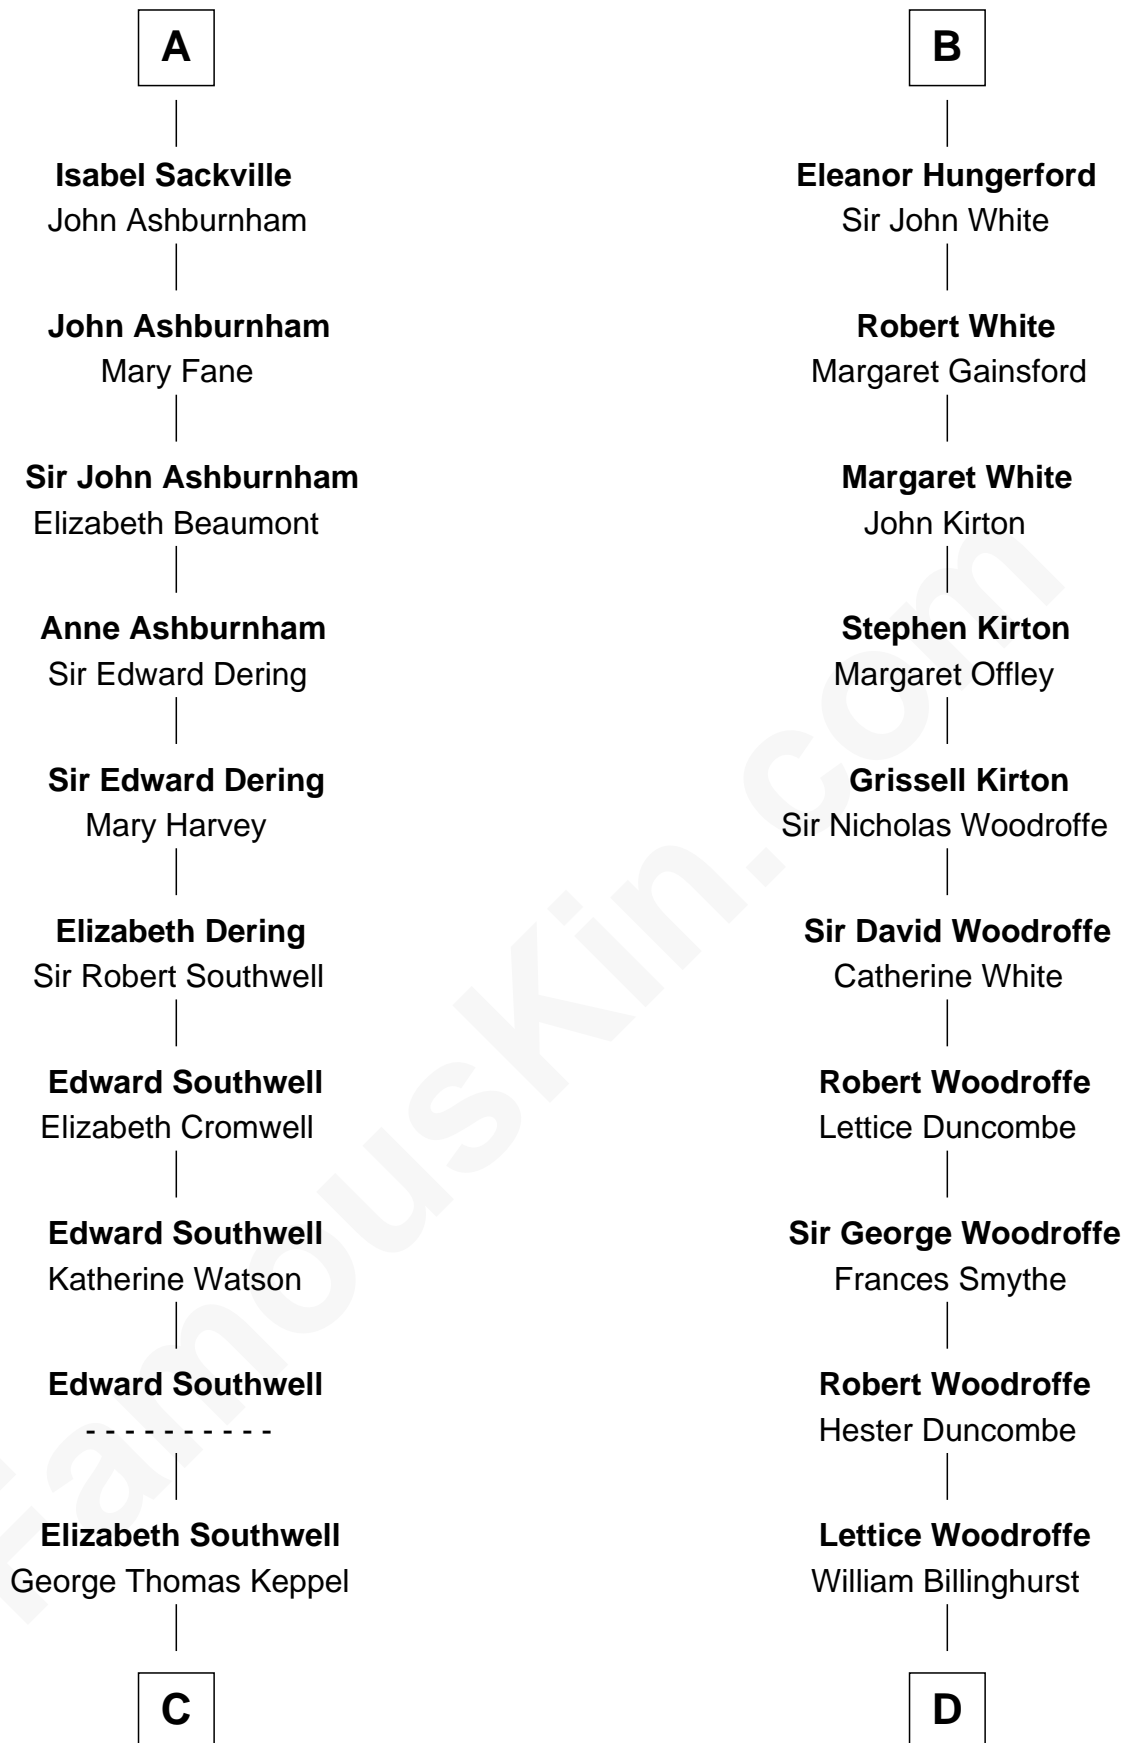 A
Isabel Sackville
John Ashburnham
John Ashburnham
Mary Fane
Sir John Ashburnham
Elizabeth Beaumont
Anne Ashburnham
Sir Edward Dering
Sir Edward Dering
Mary Harvey
Elizabeth Dering
Sir Robert Southwell
Edward Southwell
Elizabeth Cromwell
Edward Southwell
Katherine Watson
Edward Southwell
- - - - - - - - - -
Elizabeth Southwell
George Thomas Keppel
C
B
Eleanor Hungerford
Sir John White
Robert White
Margaret Gainsford
Margaret White
John Kirton
Stephen Kirton
Margaret Offley
Grissell Kirton
Sir Nicholas Woodroffe
Sir David Woodroffe
Catherine White
Robert Woodroffe
Lettice Duncombe
Sir George Woodroffe
Frances Smythe
Robert Woodroffe
Hester Duncombe
Lettice Woodroffe
William Billinghurst
D
FamousKin.com